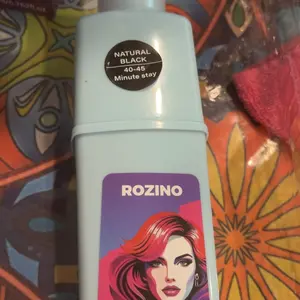 NATURAL
BLACK
40-45
Minute stay
ROZINO